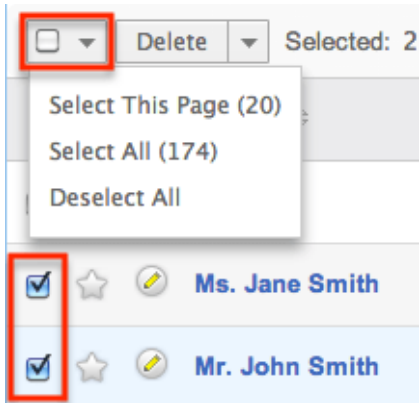 Delete Selected: 2
Select This Page (20)
Select All (174)
Deselect All
Ms. Jane Smith
Mr. John Smith